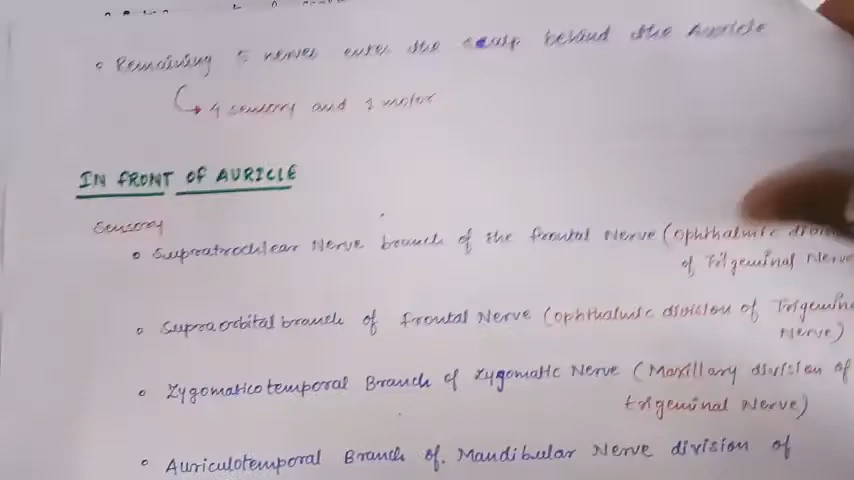 • Remaining 5 nerves enter the scalp behind the Auricle
↳ 4 sensory and 1 motor
IN FRONT OF AURICLE
Sensory
• Supratrochlear Nerve branch of the frontal Nerve (Ophthalmic
of Trigeminal Nerve
• Supraorbital branch of frontal Nerve (Ophthalmic division of Trigemin
Nerve)
• Zygomaticotemporal Branch of Zygomatic Nerve (Maxillary division of
trigeminal Nerve)
• Auriculotemporal Branch of Mandibular Nerve division of